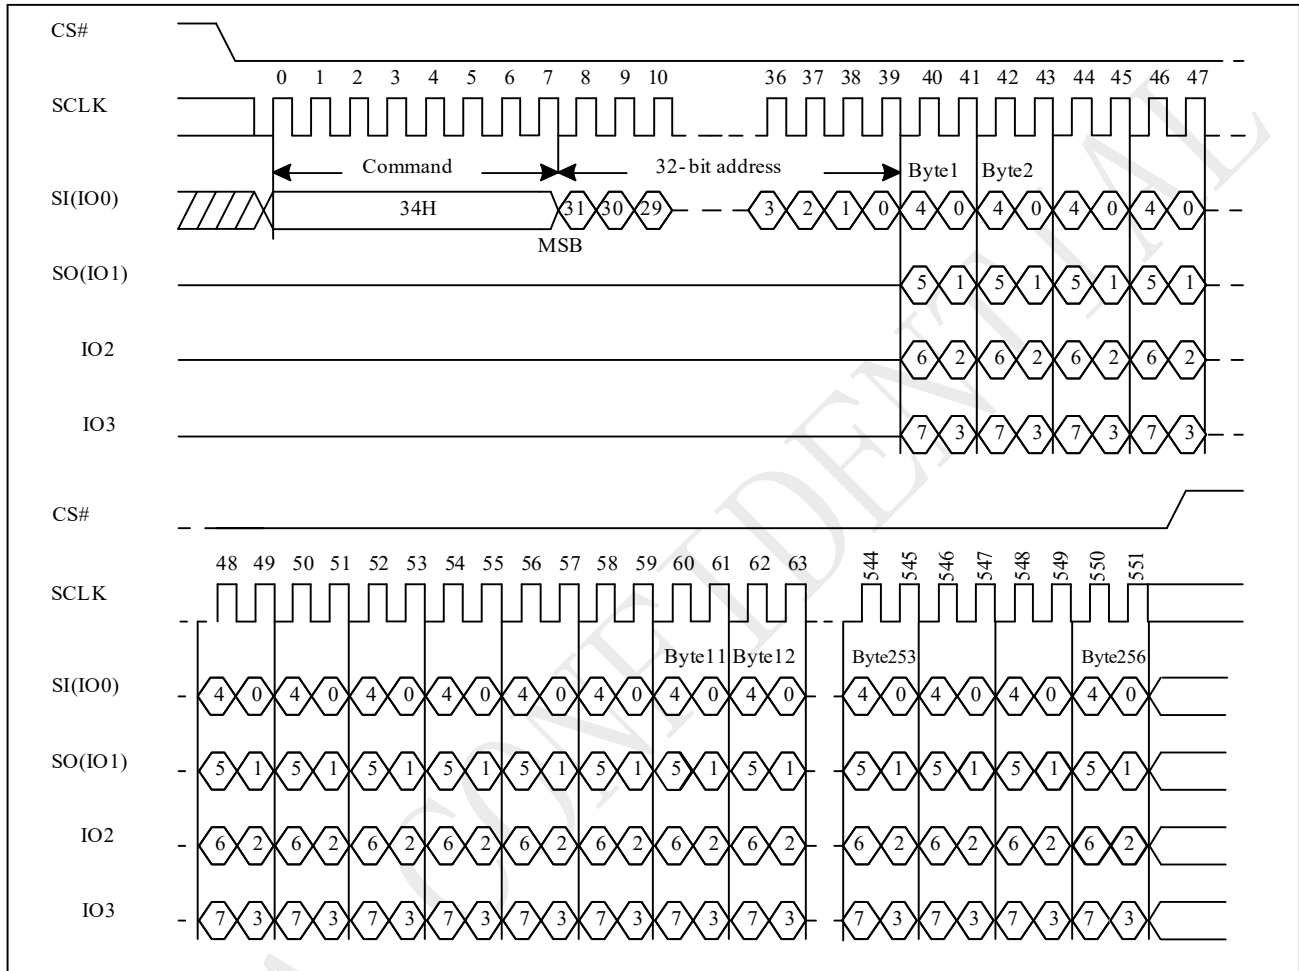 CS#
0 1 2 3 4 5 6 7 8 9 10 36 37 38 39 40 41 42 43 44 45 46 47
SCLK
Command 32-bit address Byte1 Byte2
SI(IO0) 34H 31 30 29 3 2 1 0 4 0 4 0 4 0 4 0
MSB
SO(IO1) 5 1 5 1 5 1 5 1
IO2 6 2 6 2 6 2 6 2
IO3 7 3 7 3 7 3 7 3
CS#
48 49 50 51 52 53 54 55 56 57 58 59 60 61 62 63 544 545 546 547 548 549 550 551
SCLK
Byte11 Byte12 Byte253 Byte256
SI(IO0) 4 0 4 0 4 0 4 0 4 0 4 0 4 0 4 0 4 0 4 0 4 0 4 0
SO(IO1) 5 1 5 1 5 1 5 1 5 1 5 1 5 1 5 1 5 1 5 1 5 1 5 1
IO2 6 2 6 2 6 2 6 2 6 2 6 2 6 2 6 2 6 2 6 2 6 2 6 2
IO3 7 3 7 3 7 3 7 3 7 3 7 3 7 3 7 3 7 3 7 3 7 3 7 3
CONFIDENTIAL